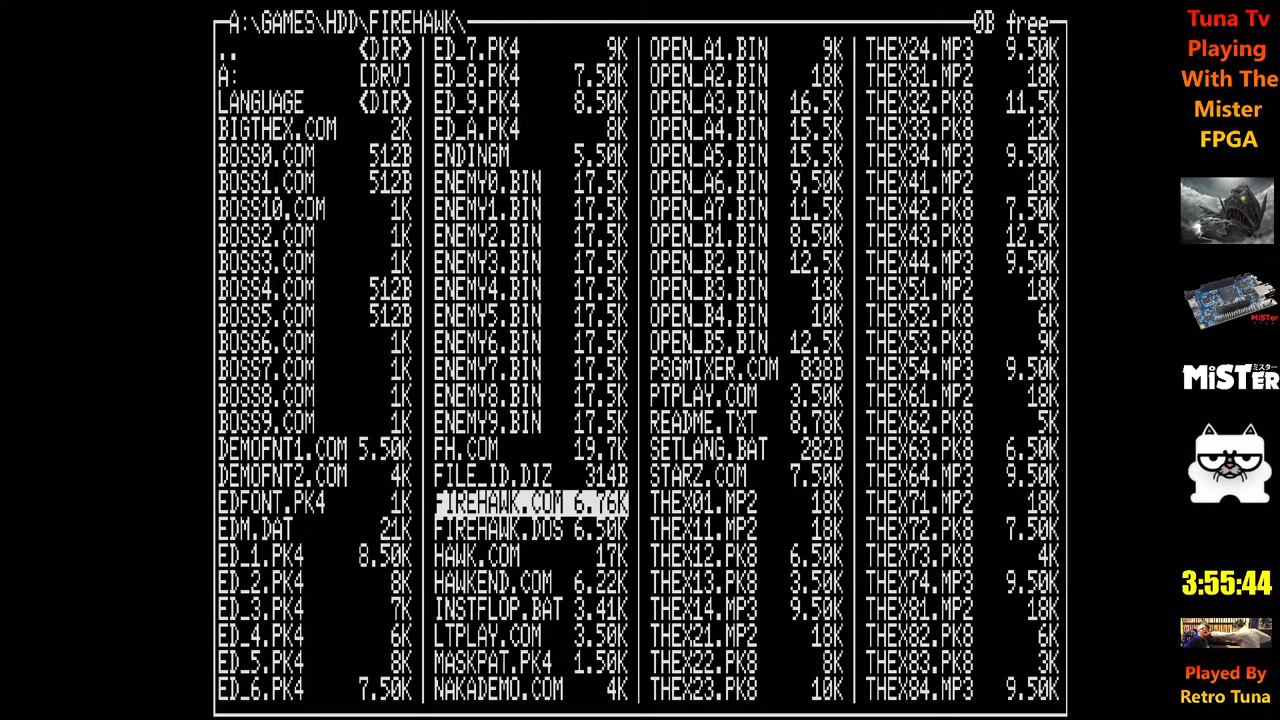 A:\GAMES\HDD\FIREHAWK\ 0B free
.. <DIR>
A: [DRV]
LANGUAGE <DIR>
BIGTHEX.COM 2K
BOSS0.COM 512B
BOSS1.COM 512B
BOSS10.COM 1K
BOSS2.COM 1K
BOSS3.COM 1K
BOSS4.COM 512B
BOSS5.COM 512B
BOSS6.COM 1K
BOSS7.COM 1K
BOSS8.COM 1K
BOSS9.COM 1K
DEMOFNT1.COM 5.50K
DEMOFNT2.COM 4K
EDFONT.PK4 1K
EDM.DAT 21K
ED_1.PK4 8.50K
ED_2.PK4 8K
ED_3.PK4 7K
ED_4.PK4 6K
ED_5.PK4 8K
ED_6.PK4 7.50K
ED_7.PK4 9K
ED_8.PK4 7.50K
ED_9.PK4 8.50K
ED_A.PK4 8K
ENDINGM 5.50K
ENEMY0.BIN 17.5K
ENEMY1.BIN 17.5K
ENEMY2.BIN 17.5K
ENEMY3.BIN 17.5K
ENEMY4.BIN 17.5K
ENEMY5.BIN 17.5K
ENEMY6.BIN 17.5K
ENEMY7.BIN 17.5K
ENEMY8.BIN 17.5K
ENEMY9.BIN 17.5K
FH.COM 19.7K
FILE_ID.DIZ 314B
FIREHAWK.COM 6.76K
FIREHAWK.DOS 6.50K
HAWK.COM 17K
HAWKEND.COM 6.22K
INSTFLOP.BAT 3.41K
LTPLAY.COM 3.50K
MASKPAT.PK4 1.50K
NAKADEMO.COM 4K
OPEN_A1.BIN 9K
OPEN_A2.BIN 18K
OPEN_A3.BIN 16.5K
OPEN_A4.BIN 15.5K
OPEN_A5.BIN 15.5K
OPEN_A6.BIN 9.50K
OPEN_A7.BIN 11.5K
OPEN_B1.BIN 8.50K
OPEN_B2.BIN 12.5K
OPEN_B3.BIN 13K
OPEN_B4.BIN 10K
OPEN_B5.BIN 12.5K
PSGMIXER.COM 838B
PTPLAY.COM 3.50K
README.TXT 8.78K
SETLANG.BAT 282B
STARZ.COM 7.50K
THEX01.MP2 18K
THEX11.MP2 18K
THEX12.PK8 6.50K
THEX13.PK8 3.50K
THEX14.MP3 9.50K
THEX21.MP2 18K
THEX22.PK8 8K
THEX23.PK8 10K
THEX24.MP3 9.50K
THEX31.MP2 18K
THEX32.PK8 11.5K
THEX33.PK8 12K
THEX34.MP3 9.50K
THEX41.MP2 18K
THEX42.PK8 7.50K
THEX43.PK8 12.5K
THEX44.MP3 9.50K
THEX51.MP2 18K
THEX52.PK8 6K
THEX53.PK8 9K
THEX54.MP3 9.50K
THEX61.MP2 18K
THEX62.PK8 5K
THEX63.PK8 6.50K
THEX64.MP3 9.50K
THEX71.MP2 18K
THEX72.PK8 7.50K
THEX73.PK8 4K
THEX74.MP3 9.50K
THEX81.MP2 18K
THEX82.PK8 6K
THEX83.PK8 3K
THEX84.MP3 9.50K
Tuna Tv
Playing
With The
Mister
FPGA
MiSTer
ミスター
MiSTER
3:55:44
Played By
Retro Tuna